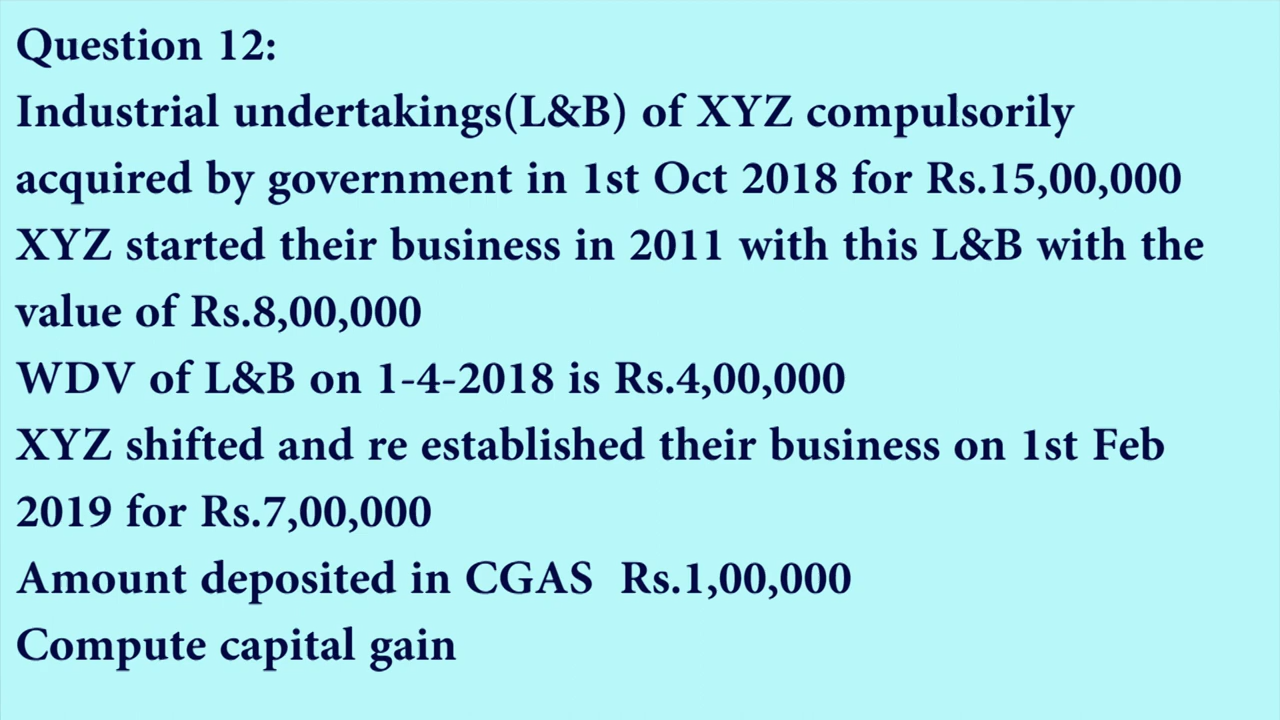 Question 12:
Industrial undertakings(L&B) of XYZ compulsorily
acquired by government in 1st Oct 2018 for Rs.15,00,000
XYZ started their business in 2011 with this L&B with the
value of Rs.8,00,000
WDV of L&B on 1-4-2018 is Rs.4,00,000
XYZ shifted and re established their business on 1st Feb
2019 for Rs.7,00,000
Amount deposited in CGAS  Rs.1,00,000
Compute capital gain